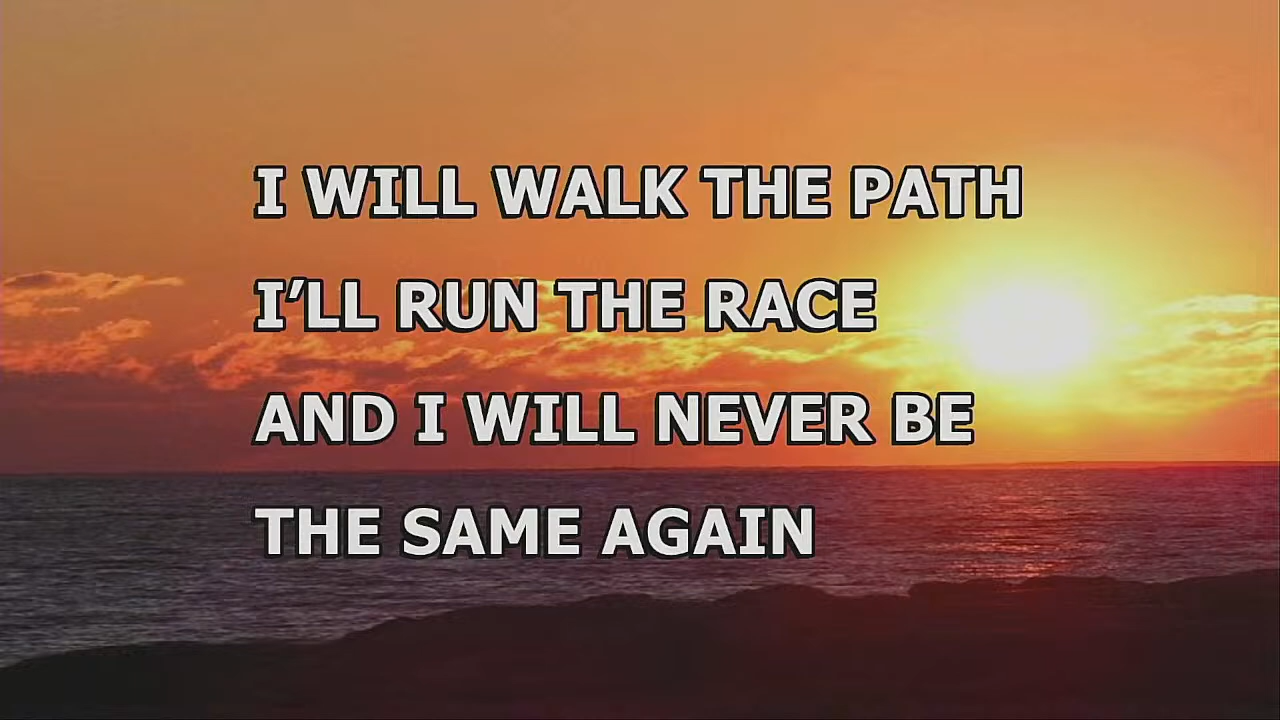 I WILL WALK THE PATH
I’LL RUN THE RACE
AND I WILL NEVER BE
THE SAME AGAIN